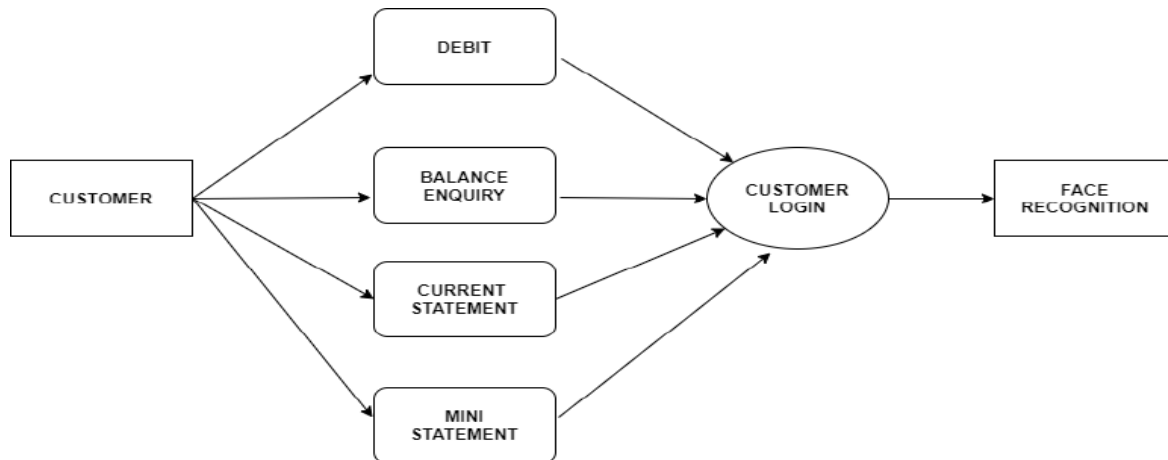 DEBIT
CUSTOMER
BALANCE
ENQUIRY
CURRENT
STATEMENT
MINI
STATEMENT
CUSTOMER
LOGIN
FACE
RECOGNITION